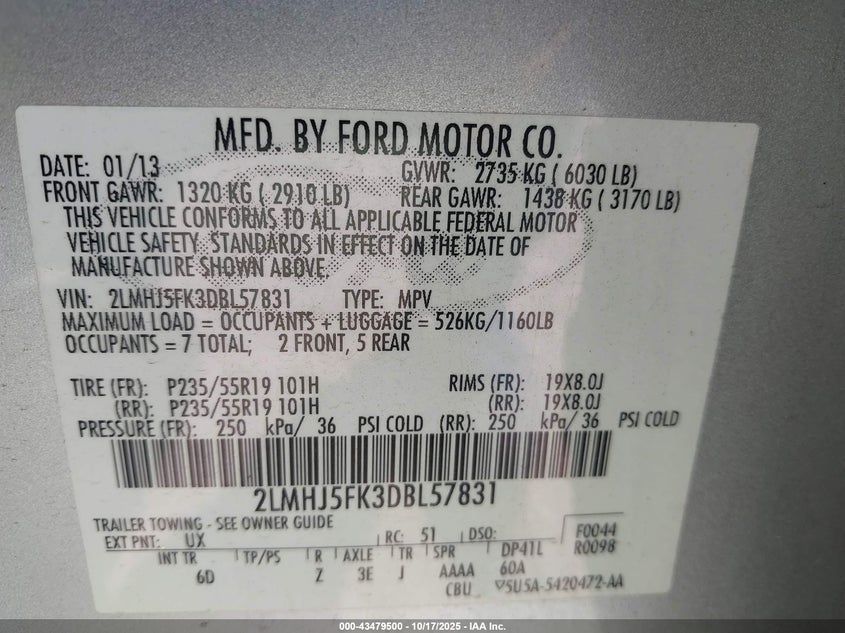 MFD. BY FORD MOTOR CO.
DATE: 01/13 GVWR: 2735 KG ( 6030 LB)
FRONT GAWR: 1320 KG ( 2910 LB) REAR GAWR: 1438 KG ( 3170 LB)
THIS VEHICLE CONFORMS TO ALL APPLICABLE FEDERAL MOTOR
VEHICLE SAFETY STANDARDS IN EFFECT ON THE DATE OF
MANUFACTURE SHOWN ABOVE.
VIN: 2LMHJ5FK3DBL57831 TYPE: MPV
MAXIMUM LOAD = OCCUPANTS + LUGGAGE = 526KG/1160LB
OCCUPANTS = 7 TOTAL; 2 FRONT, 5 REAR
TIRE (FR): P235/55R19 101H RIMS (FR): 19X8.0J
(RR): P235/55R19 101H (RR): 19X8.0J
PRESSURE (FR): 250 kPa/ 36 PSI COLD (RR): 250 kPa/ 36 PSI COLD
2LMHJ5FK3DBL57831
TRAILER TOWING - SEE OWNER GUIDE
EXT PNT: UX RC: 51 DSO: F0044
R0098
INT TR TP/PS R AXLE TR SPR DP41L
6D Z 3E J AAAA 60A
CBU 5U5A-5420472-AA
000-43479500 - 10/17/2025 - IAA Inc.